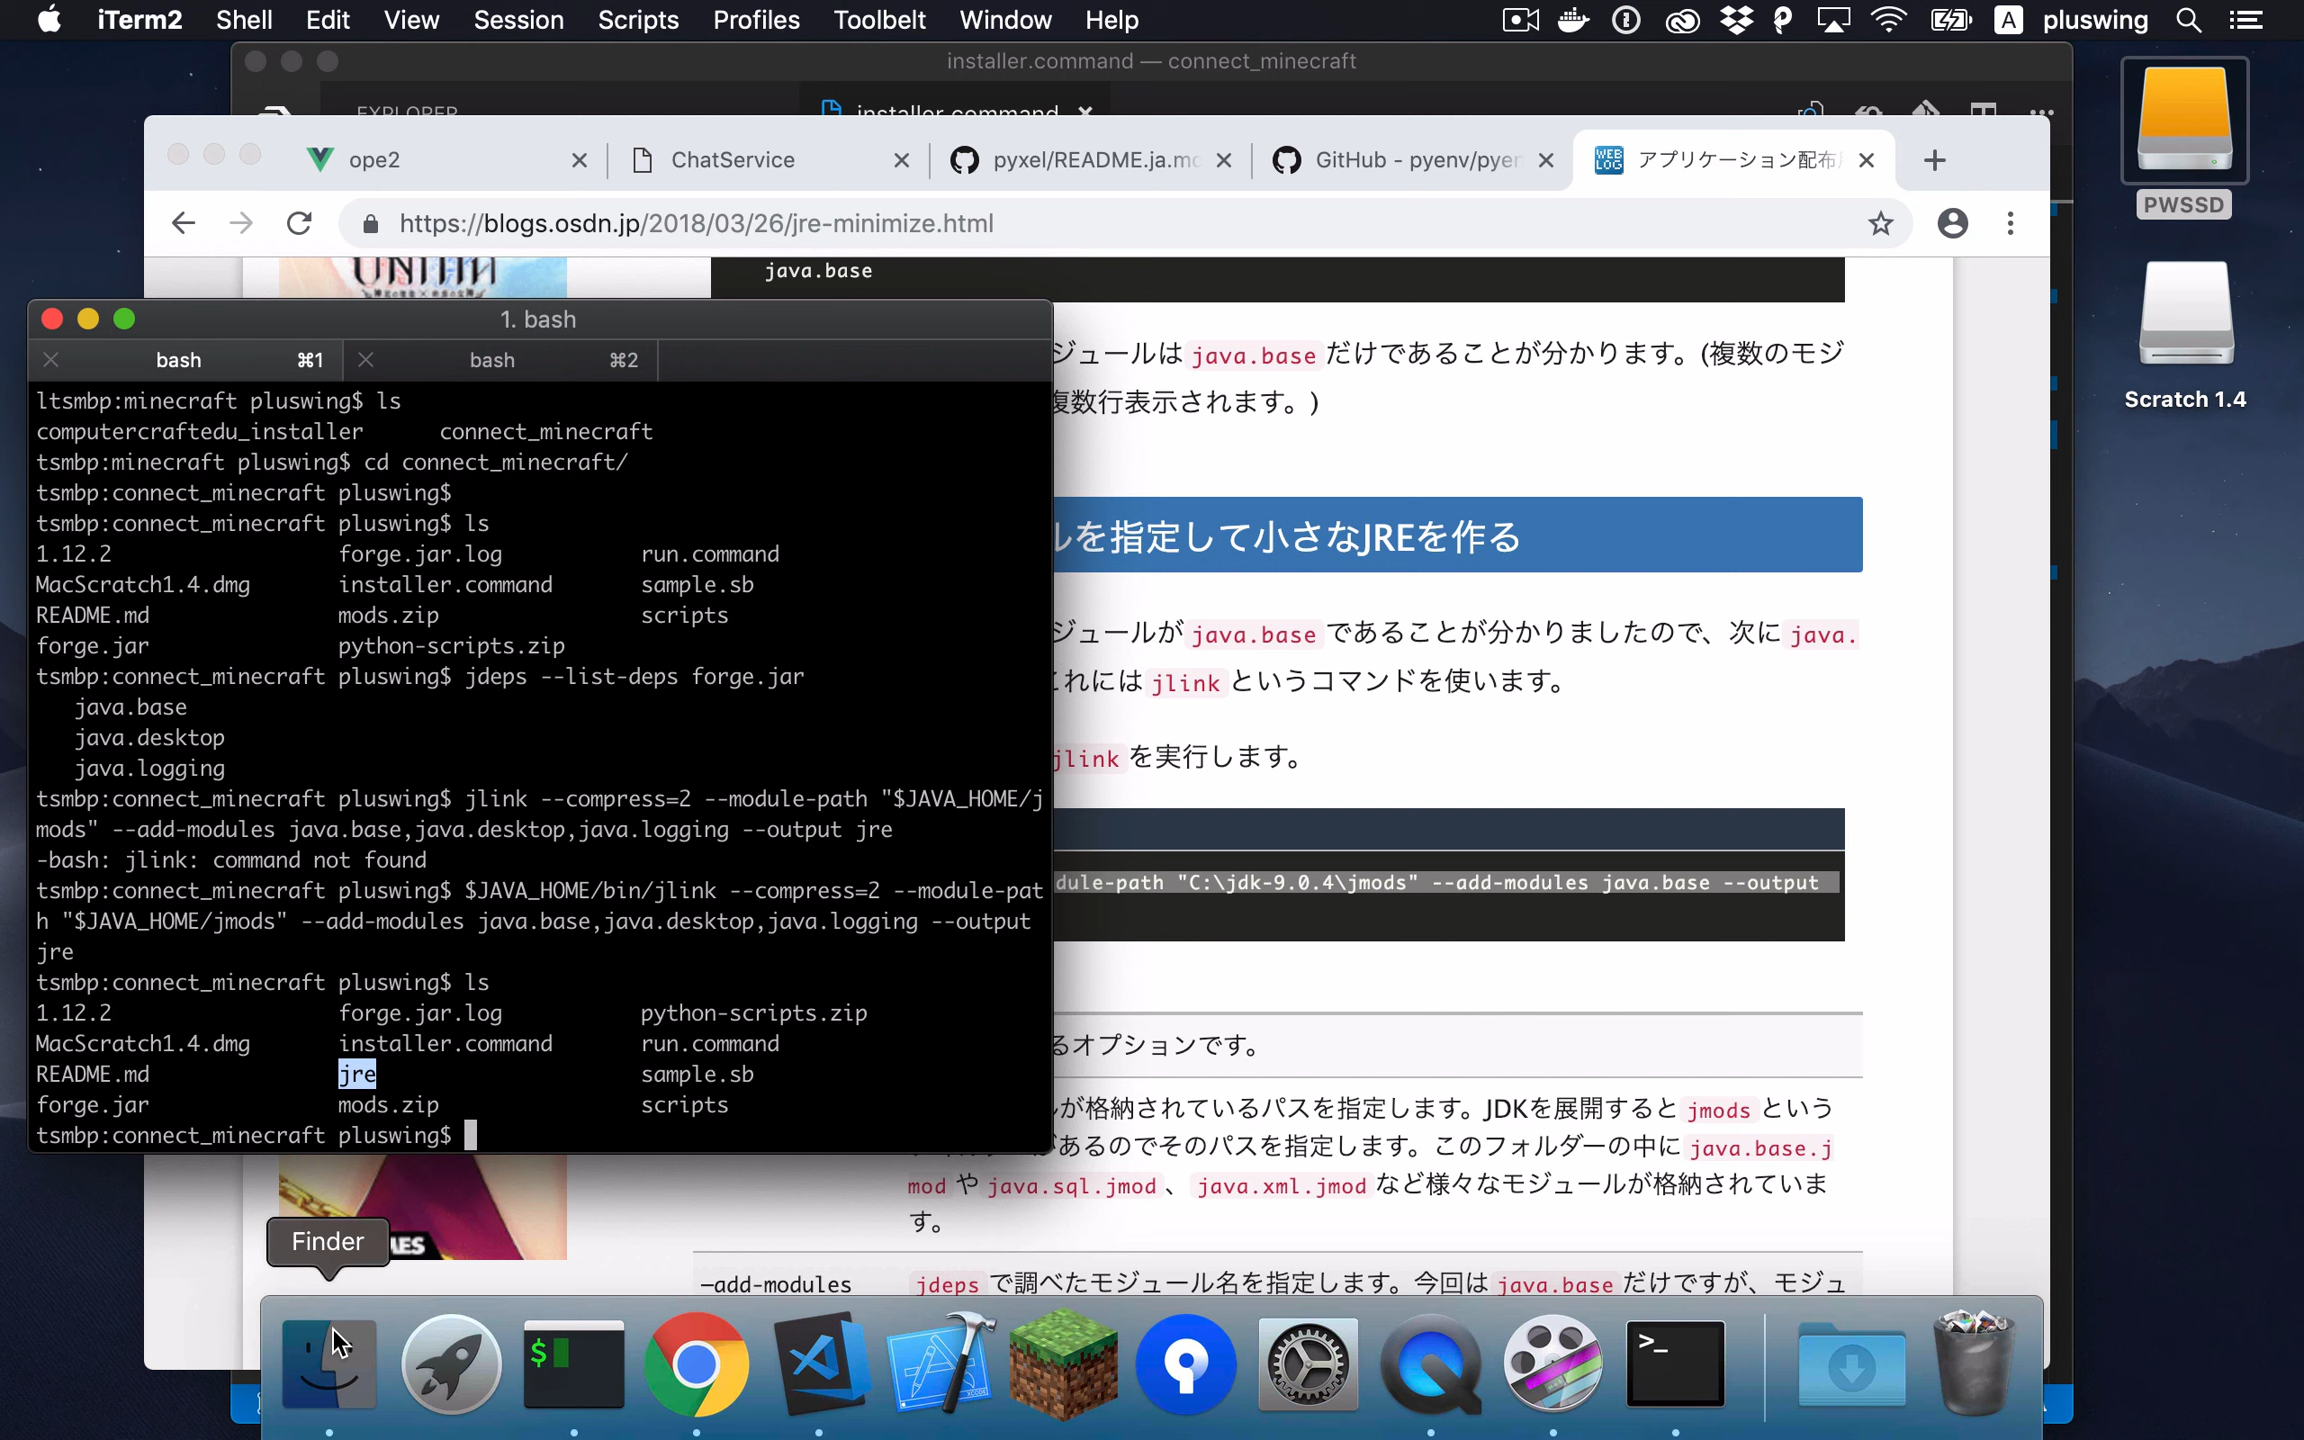 iTerm2 Shell Edit View Session Scripts Profiles Toolbelt Window Help A pluswing
installer.command — connect_minecraft
EXPLORER installer.command
ope2 ChatService pyxel/README.ja.md GitHub - pyenv/pyen アプリケーション配布
https://blogs.osdn.jp/2018/03/26/jre-minimize.html
PWSSD
Scratch 1.4
java.base
ジュールは java.base だけであることが分かります。(複数のモジ
複数行表示されます。)
ルを指定して小さなJREを作る
ジュールが java.base であることが分かりましたので、次に java.
これには jlink というコマンドを使います。
jlink を実行します。
dule-path "C:\jdk-9.0.4\jmods" --add-modules java.base --output
るオプションです。
ルが格納されているパスを指定します。JDKを展開すると jmods という
があるのでそのパスを指定します。このフォルダーの中に java.base.j
mod や java.sql.jmod 、 java.xml.jmod など様々なモジュールが格納されていま
す。
–add-modules jdeps で調べたモジュール名を指定します。今回は java.base だけですが、モジュ
1. bash
bash ⌘1 bash ⌘2
ltsmbp:minecraft pluswing$ ls
computercraftedu_installer connect_minecraft
tsmbp:minecraft pluswing$ cd connect_minecraft/
tsmbp:connect_minecraft pluswing$
tsmbp:connect_minecraft pluswing$ ls
1.12.2 forge.jar.log run.command
MacScratch1.4.dmg installer.command sample.sb
README.md mods.zip scripts
forge.jar python-scripts.zip
tsmbp:connect_minecraft pluswing$ jdeps --list-deps forge.jar
java.base
java.desktop
java.logging
tsmbp:connect_minecraft pluswing$ jlink --compress=2 --module-path "$JAVA_HOME/j
mods" --add-modules java.base,java.desktop,java.logging --output jre
-bash: jlink: command not found
tsmbp:connect_minecraft pluswing$ $JAVA_HOME/bin/jlink --compress=2 --module-pat
h "$JAVA_HOME/jmods" --add-modules java.base,java.desktop,java.logging --output
jre
tsmbp:connect_minecraft pluswing$ ls
1.12.2 forge.jar.log python-scripts.zip
MacScratch1.4.dmg installer.command run.command
README.md jre sample.sb
forge.jar mods.zip scripts
tsmbp:connect_minecraft pluswing$
Finder